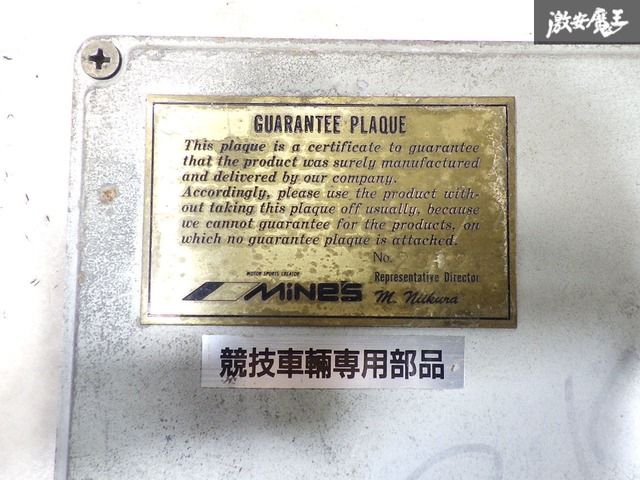 激安魔王
GUARANTEE PLAQUE
This plaque is a certificate to guarantee
that the product was surely manufactured
and delivered by our company.
Accordingly, please use the product with-
out taking this plaque off usually, because
we cannot guarantee for the products, on
which no guarantee plaque is attached.
No.
MOTOR SPORTS CREATOR
MiNE'S
Representative Director
M. Niikura
競技車輛専用部品